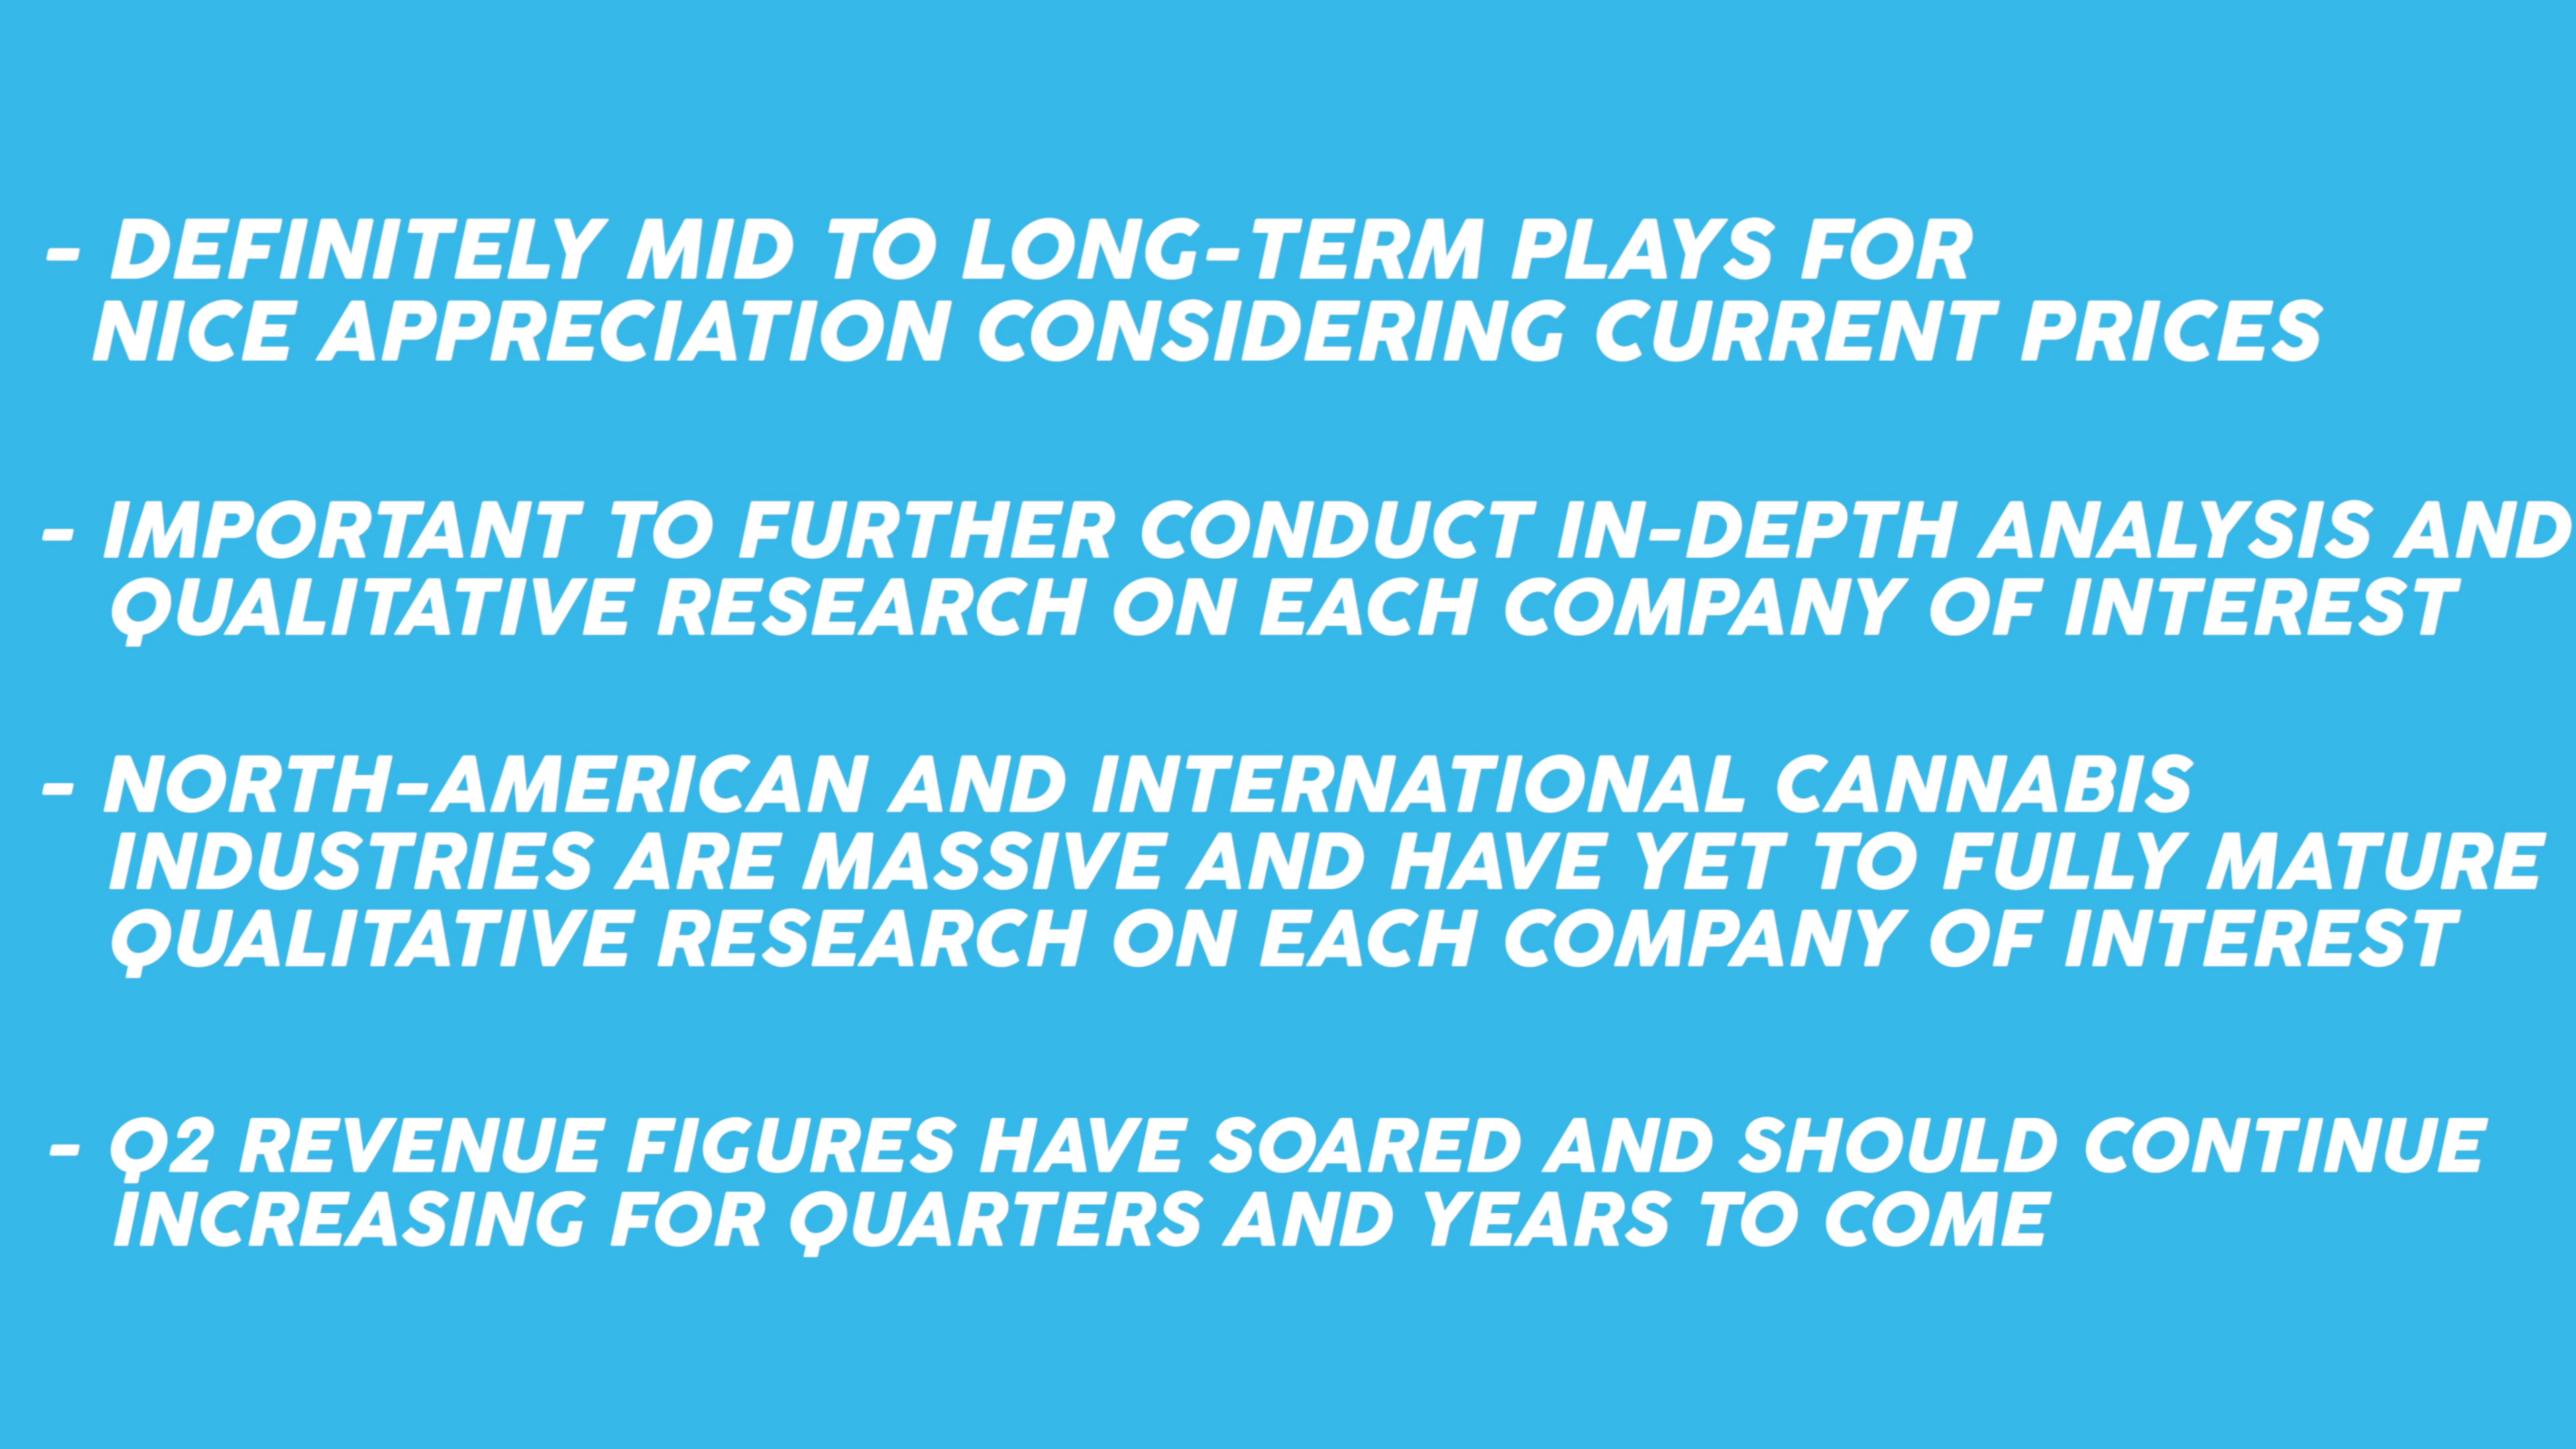 - DEFINITELY MID TO LONG-TERM PLAYS FOR
NICE APPRECIATION CONSIDERING CURRENT PRICES
- IMPORTANT TO FURTHER CONDUCT IN-DEPTH ANALYSIS AND
QUALITATIVE RESEARCH ON EACH COMPANY OF INTEREST
- NORTH-AMERICAN AND INTERNATIONAL CANNABIS
INDUSTRIES ARE MASSIVE AND HAVE YET TO FULLY MATURE
QUALITATIVE RESEARCH ON EACH COMPANY OF INTEREST
- Q2 REVENUE FIGURES HAVE SOARED AND SHOULD CONTINUE
INCREASING FOR QUARTERS AND YEARS TO COME